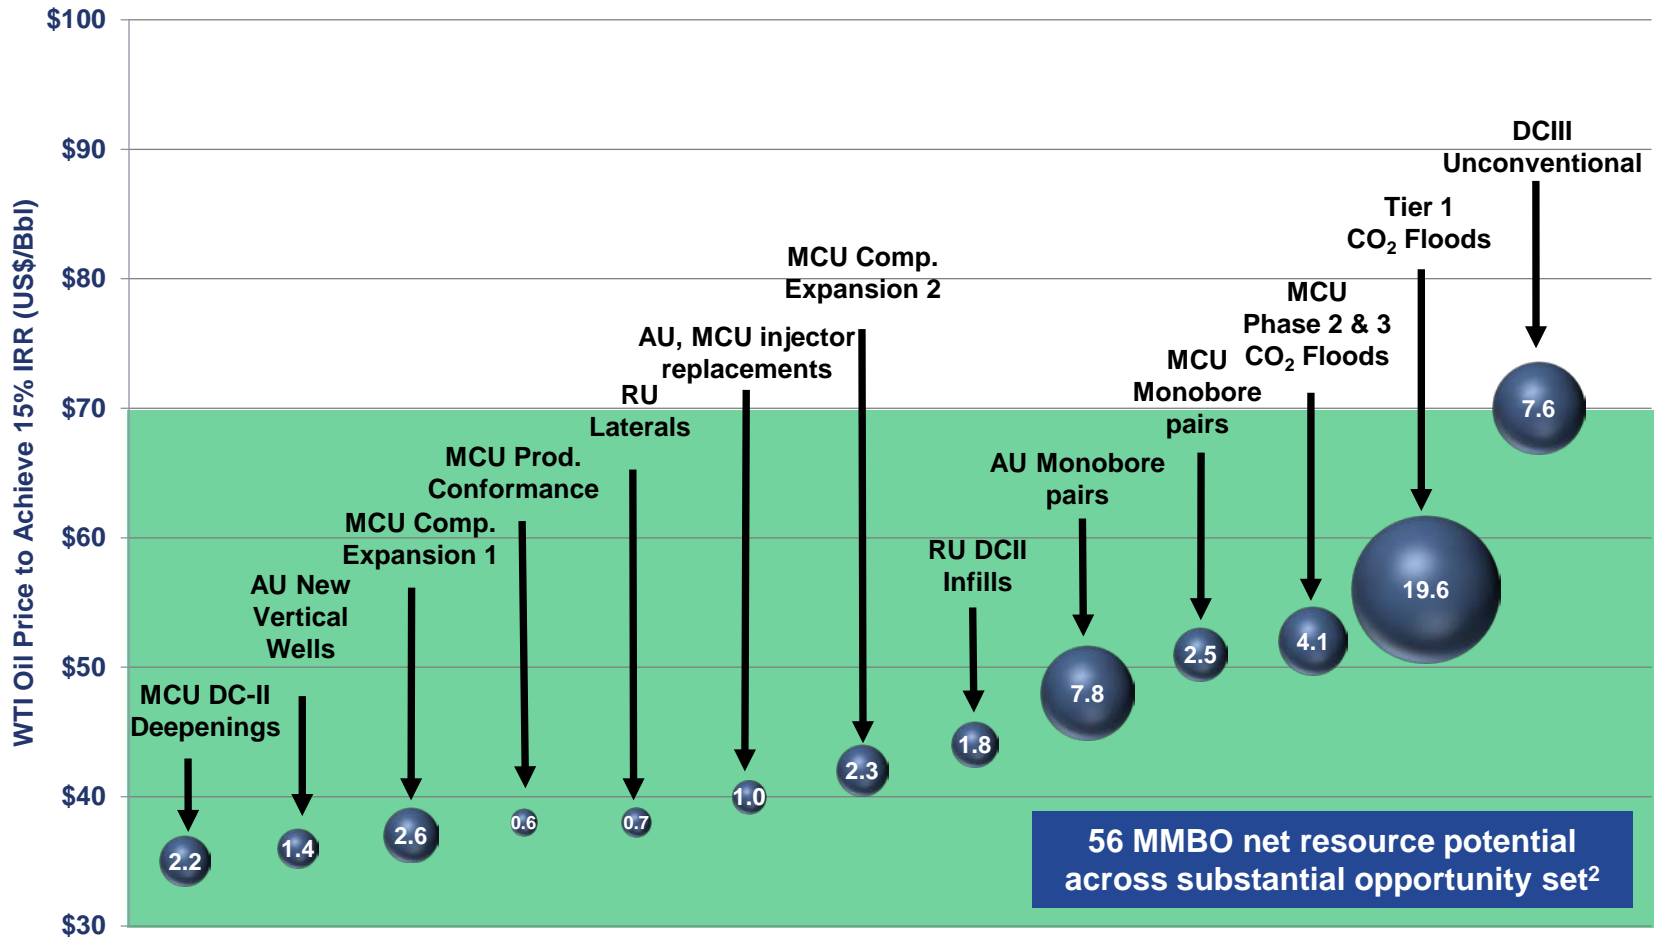 $100
$90
$80
$70
$60
$50
$40
$30
WTI Oil Price to Achieve 15% IRR (US$/Bbl)
MCU DC-II
Deepenings
AU New
Vertical
Wells
MCU Comp.
Expansion 1
MCU Prod.
Conformance
RU
Laterals
AU, MCU injector
replacements
MCU Comp.
Expansion 2
RU DCII
Infills
AU Monobore
pairs
MCU
Monobore
pairs
MCU
Phase 2 & 3
CO₂ Floods
Tier 1
CO₂ Floods
DCIII
Unconventional
2.2
1.4
2.6
0.6
0.7
1.0
2.3
1.8
7.8
2.5
4.1
19.6
7.6
56 MMBO net resource potential
across substantial opportunity set²